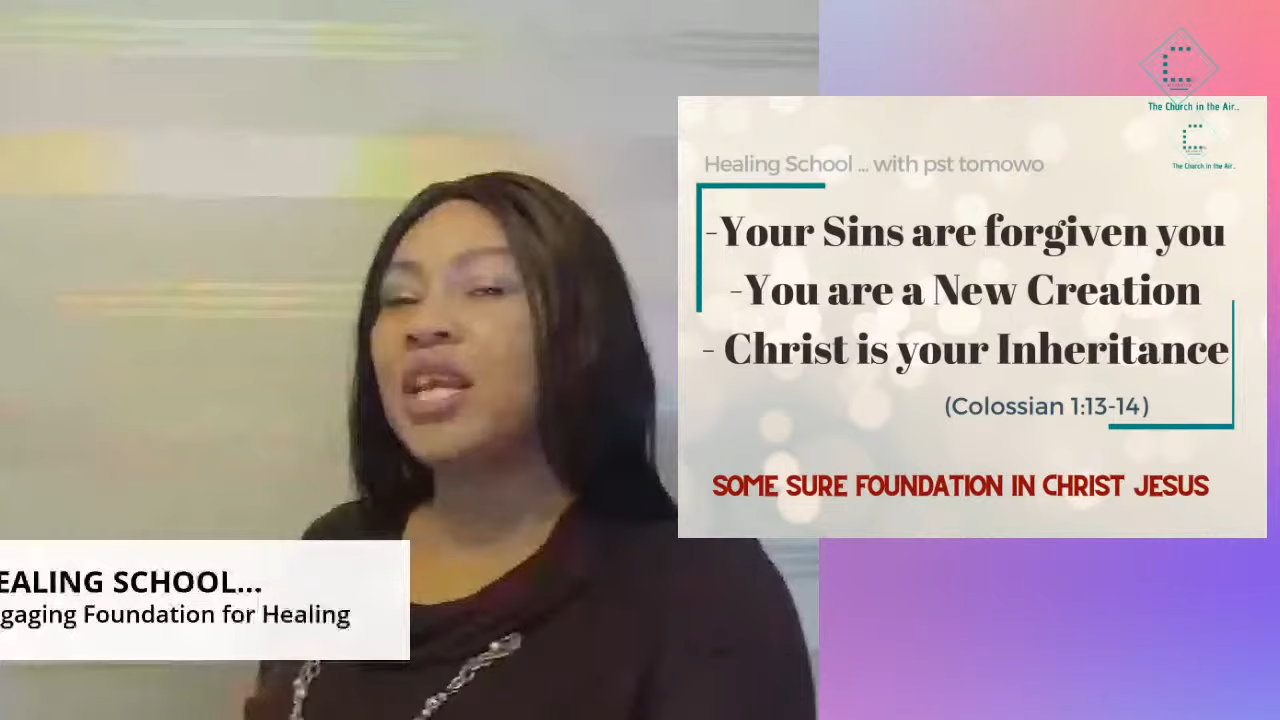 The Church in the Air..
The Church in the Air..
Healing School ... with pst tomowo
-Your Sins are forgiven you
-You are a New Creation
- Christ is your Inheritance
(Colossian 1:13-14)
SOME SURE FOUNDATION IN CHRIST JESUS
EALING SCHOOL...
gaging Foundation for Healing